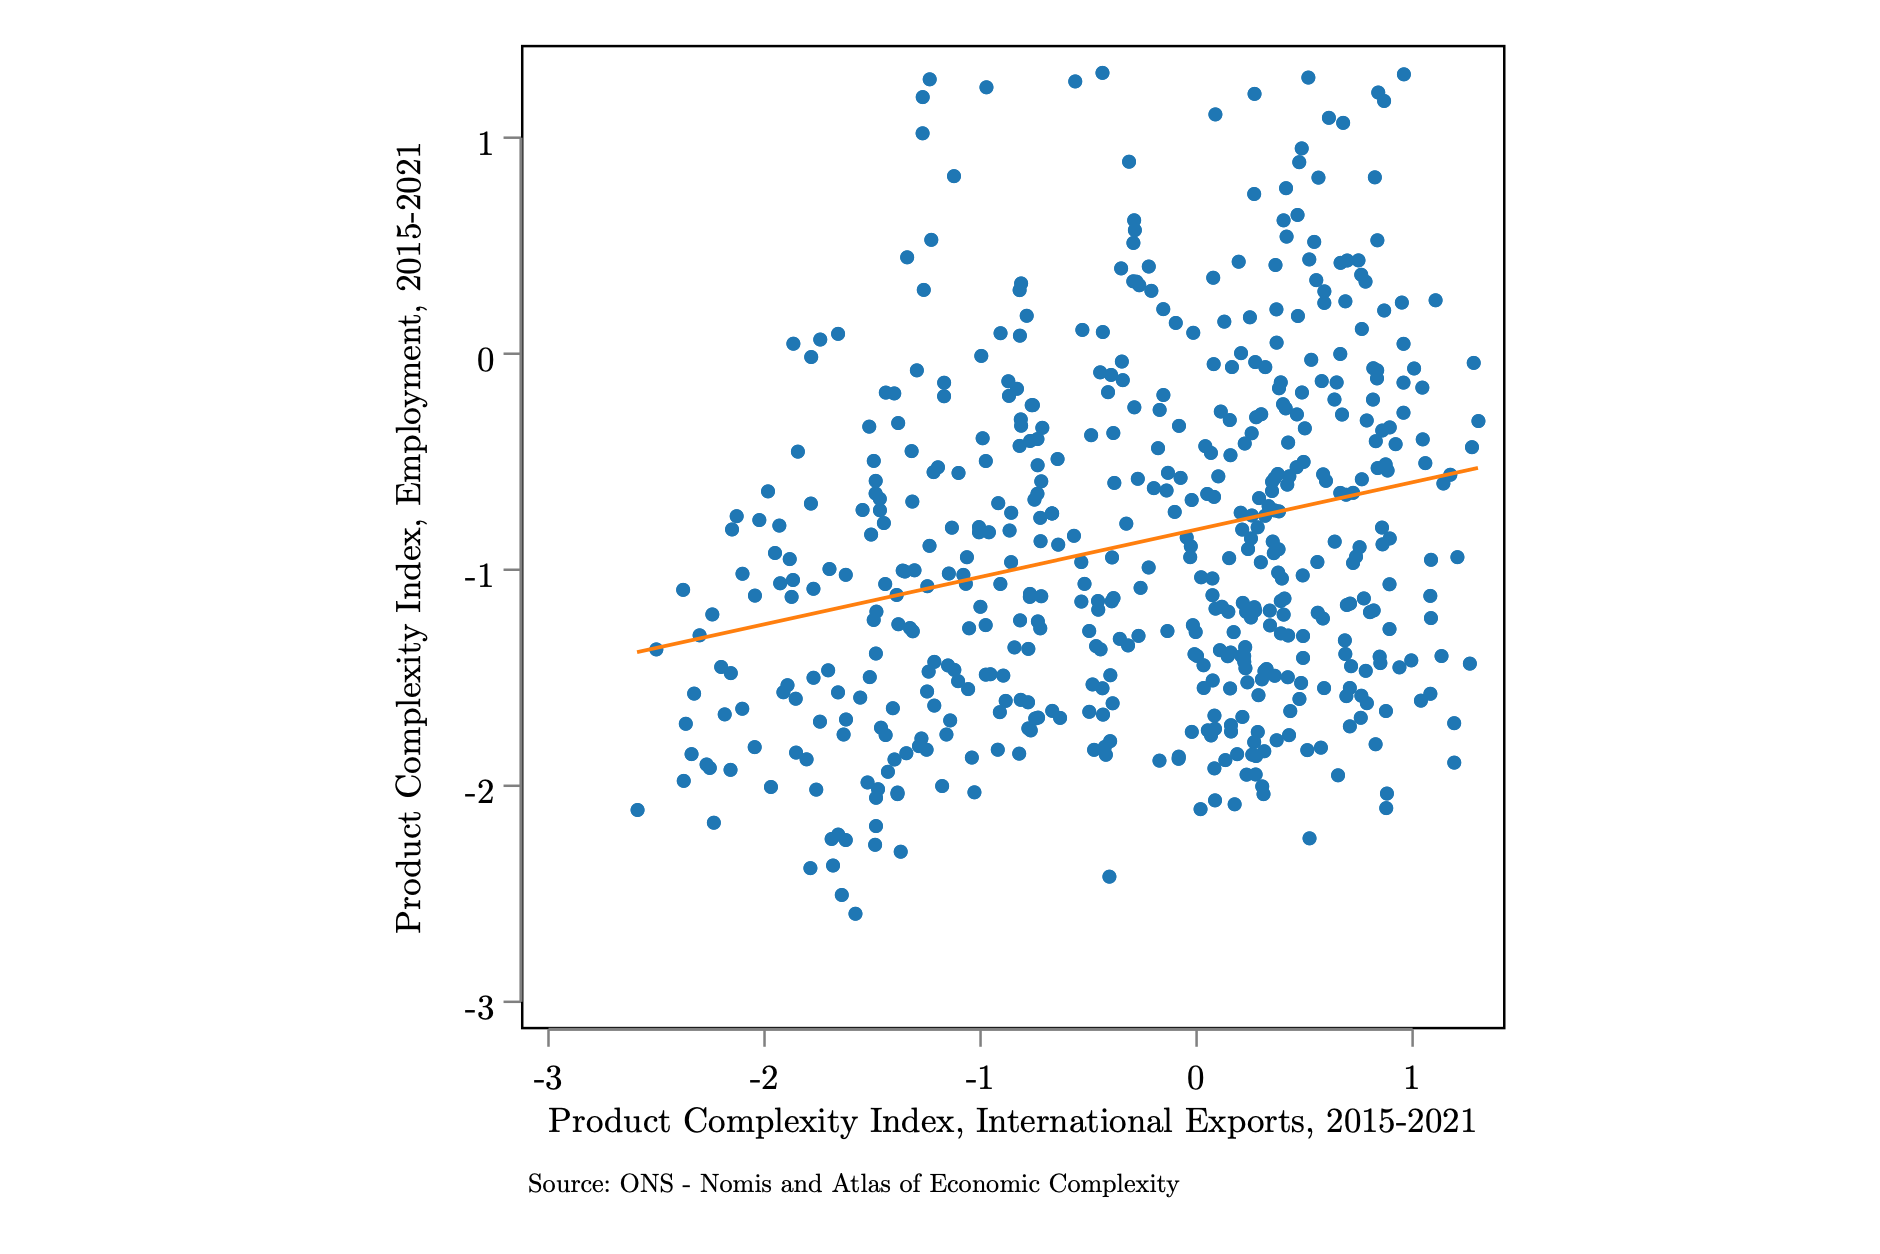 Product Complexity Index, Employment, 2015-2021
1
0
-1
-2
-3
-3 -2 -1 0 1
Product Complexity Index, International Exports, 2015-2021
Source: ONS - Nomis and Atlas of Economic Complexity